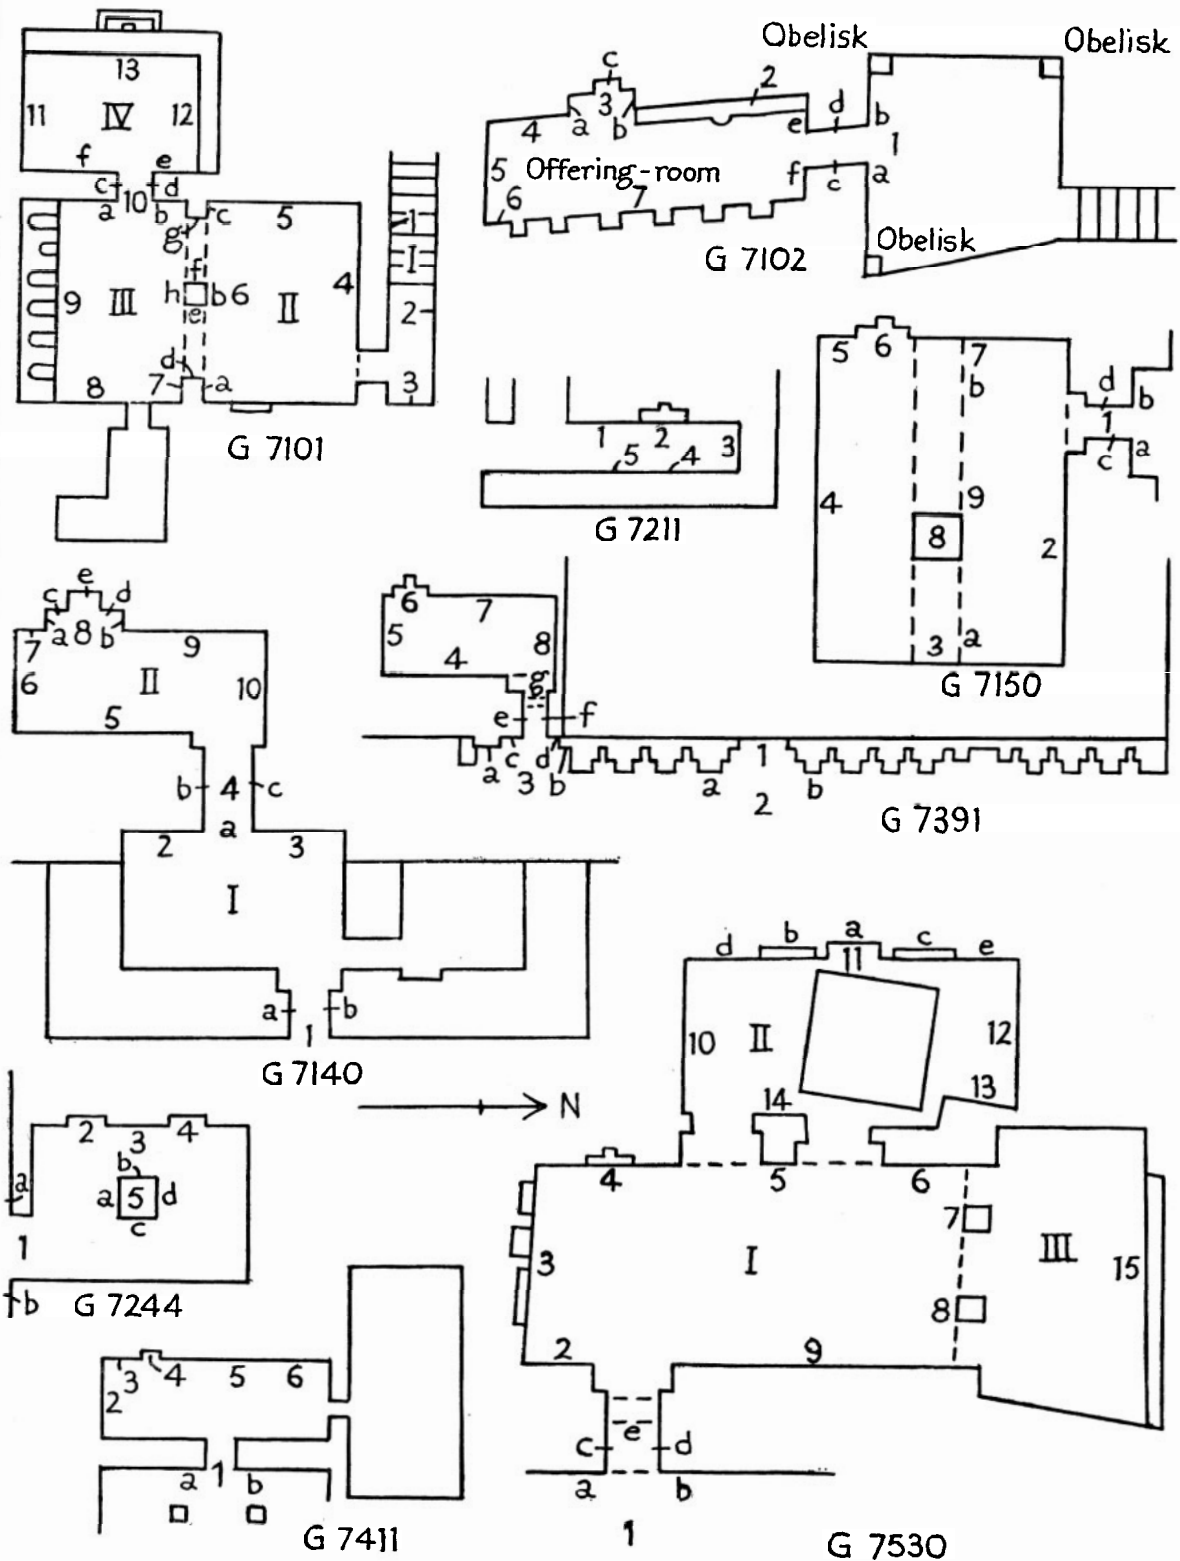 13
11 IV 12
f e
c 10 d
a b c 5
g
f
9 III h b 6 II 4
e
d
8 7 a
1
I
2
3
G 7101
Obelisk Obelisk
c 2
3 d b
4 a b e 1
5 Offering-room f c a
6 7
Obelisk
G 7102
1 2 3
5 4
G 7211
5 6 7 d
b 1 b
c a
4 9
8 2
3 a
G 7150
e
c d
7 a 8 b 9
6 II 10
5
b 4 c
a
2 3
I
a b
1
G 7140
6 7
5 8
4 g
e f
a c d
3 b a 1 b
2
G 7391
N
2 3 4
a b
a 5 d
c
1
b G 7244
3 4 5 6
2
a 1 b
G 7411
d b a c e
11
10 II 12
13
14
4 5 6
7
3 I III 15
8
2 9
e
c d
a b
1
G 7530